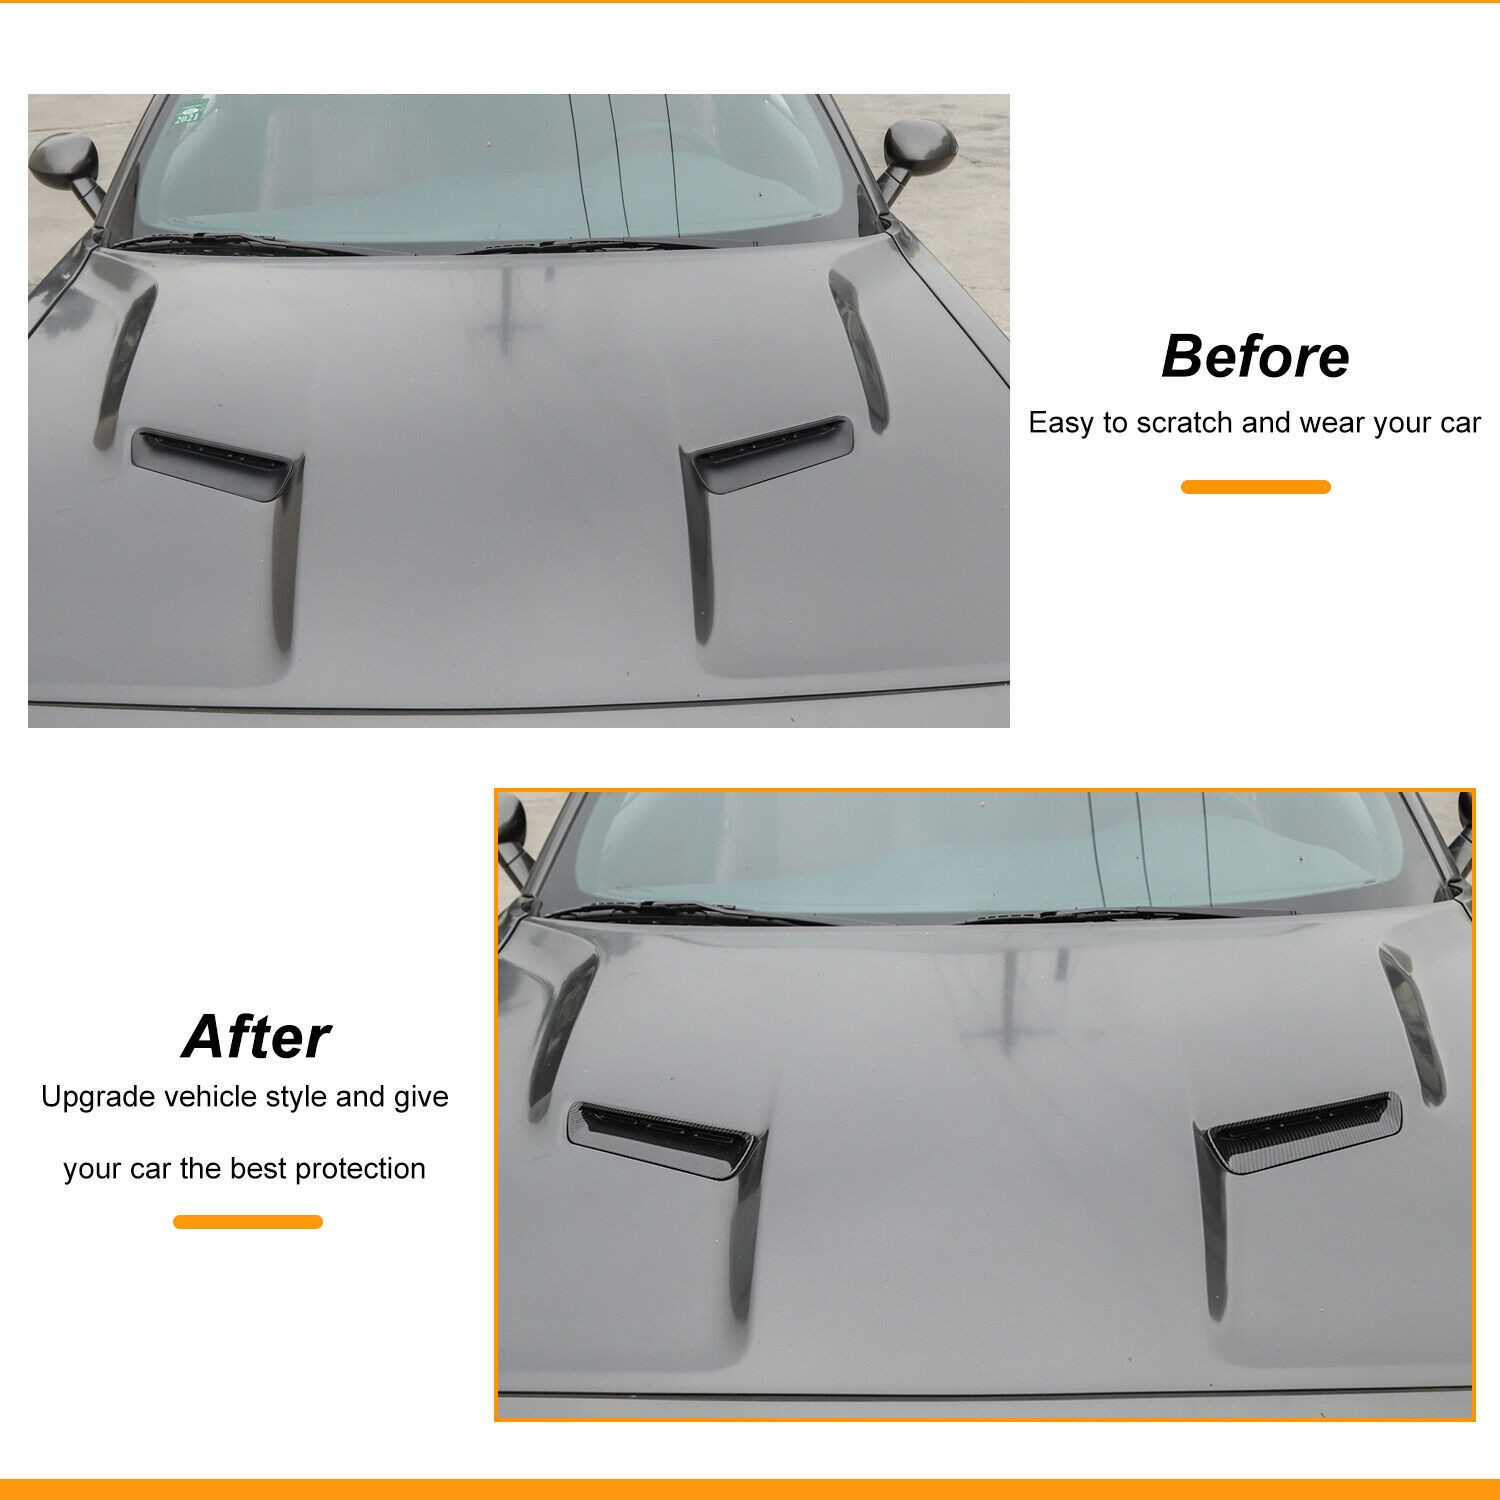 2021
Before
Easy to scratch and wear your car
After
Upgrade vehicle style and give
your car the best protection